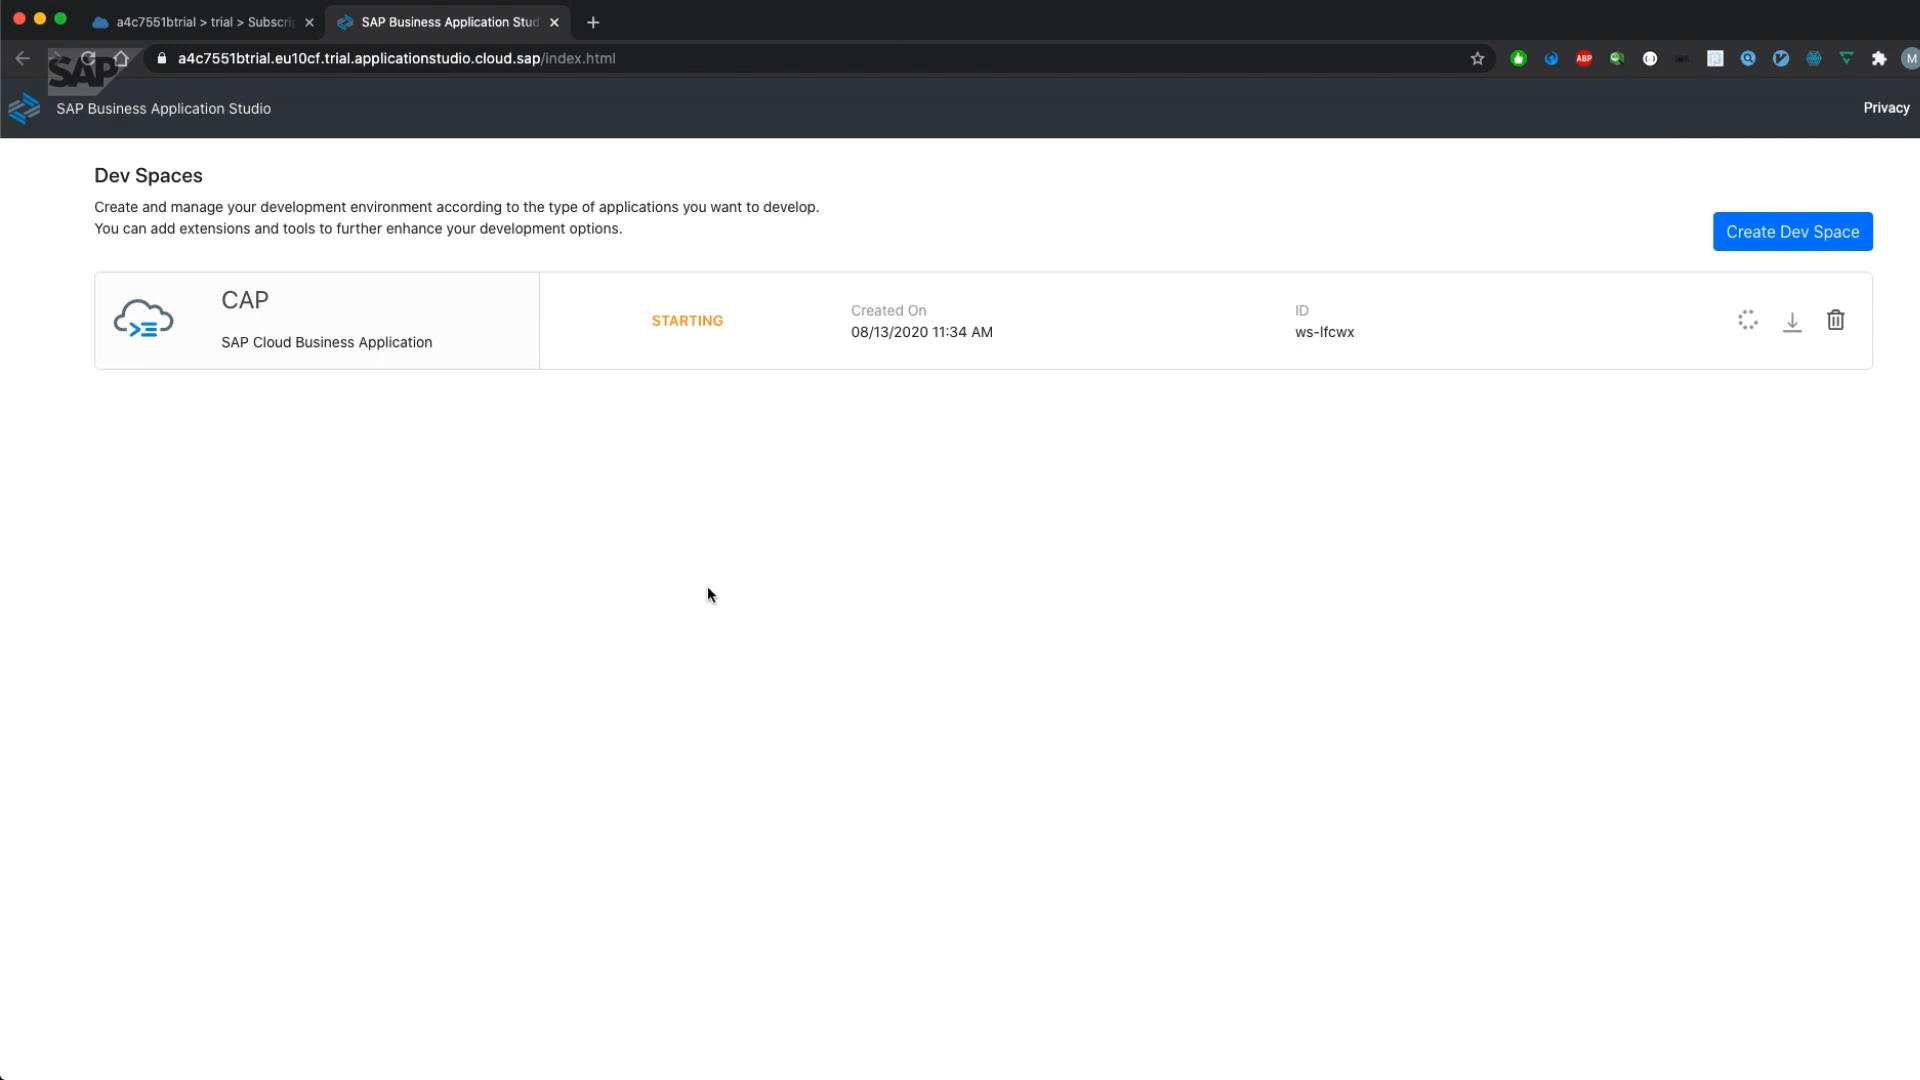 a4c7551btrial > trial > Subscri
SAP Business Application Stud
a4c7551btrial.eu10cf.trial.applicationstudio.cloud.sap/index.html
ABP
M
SAP
SAP Business Application Studio
Privacy
Dev Spaces
Create and manage your development environment according to the type of applications you want to develop.
You can add extensions and tools to further enhance your development options.
Create Dev Space
CAP
SAP Cloud Business Application
STARTING
Created On
08/13/2020 11:34 AM
ID
ws-lfcwx